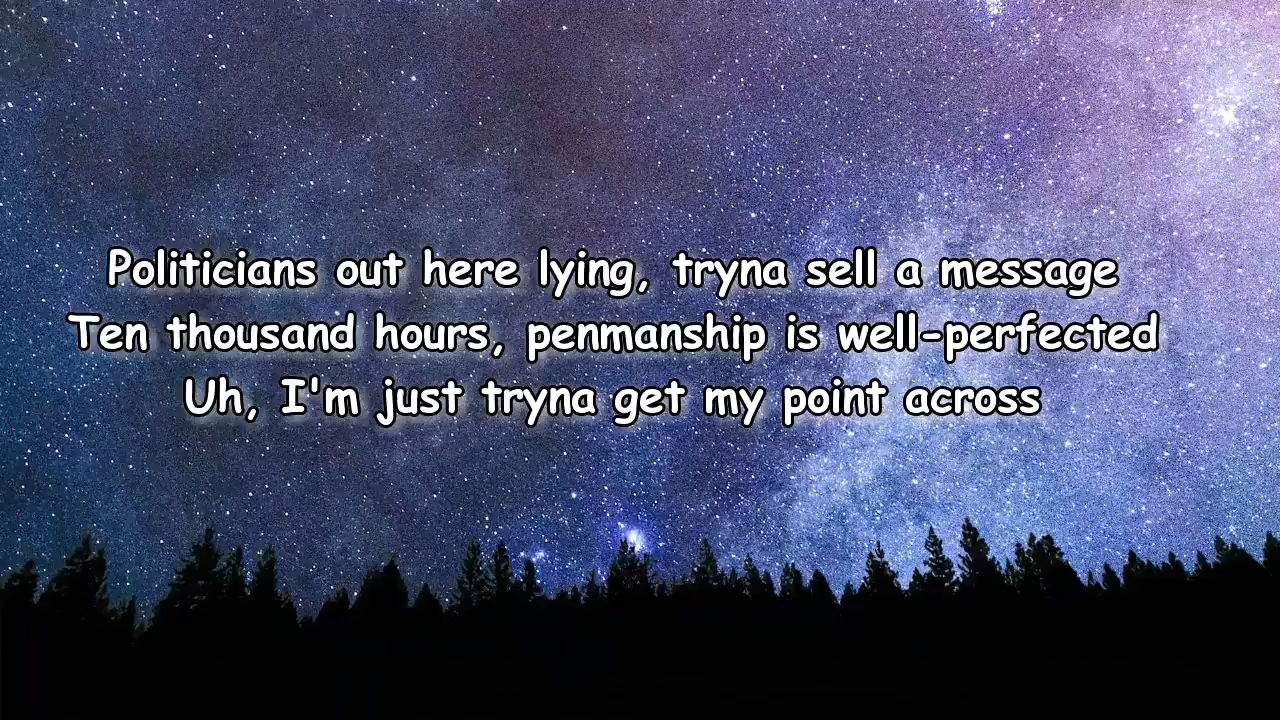 Politicians out here lying, tryna sell a message
Ten thousand hours, penmanship is well-perfected
Uh, I'm just tryna get my point across